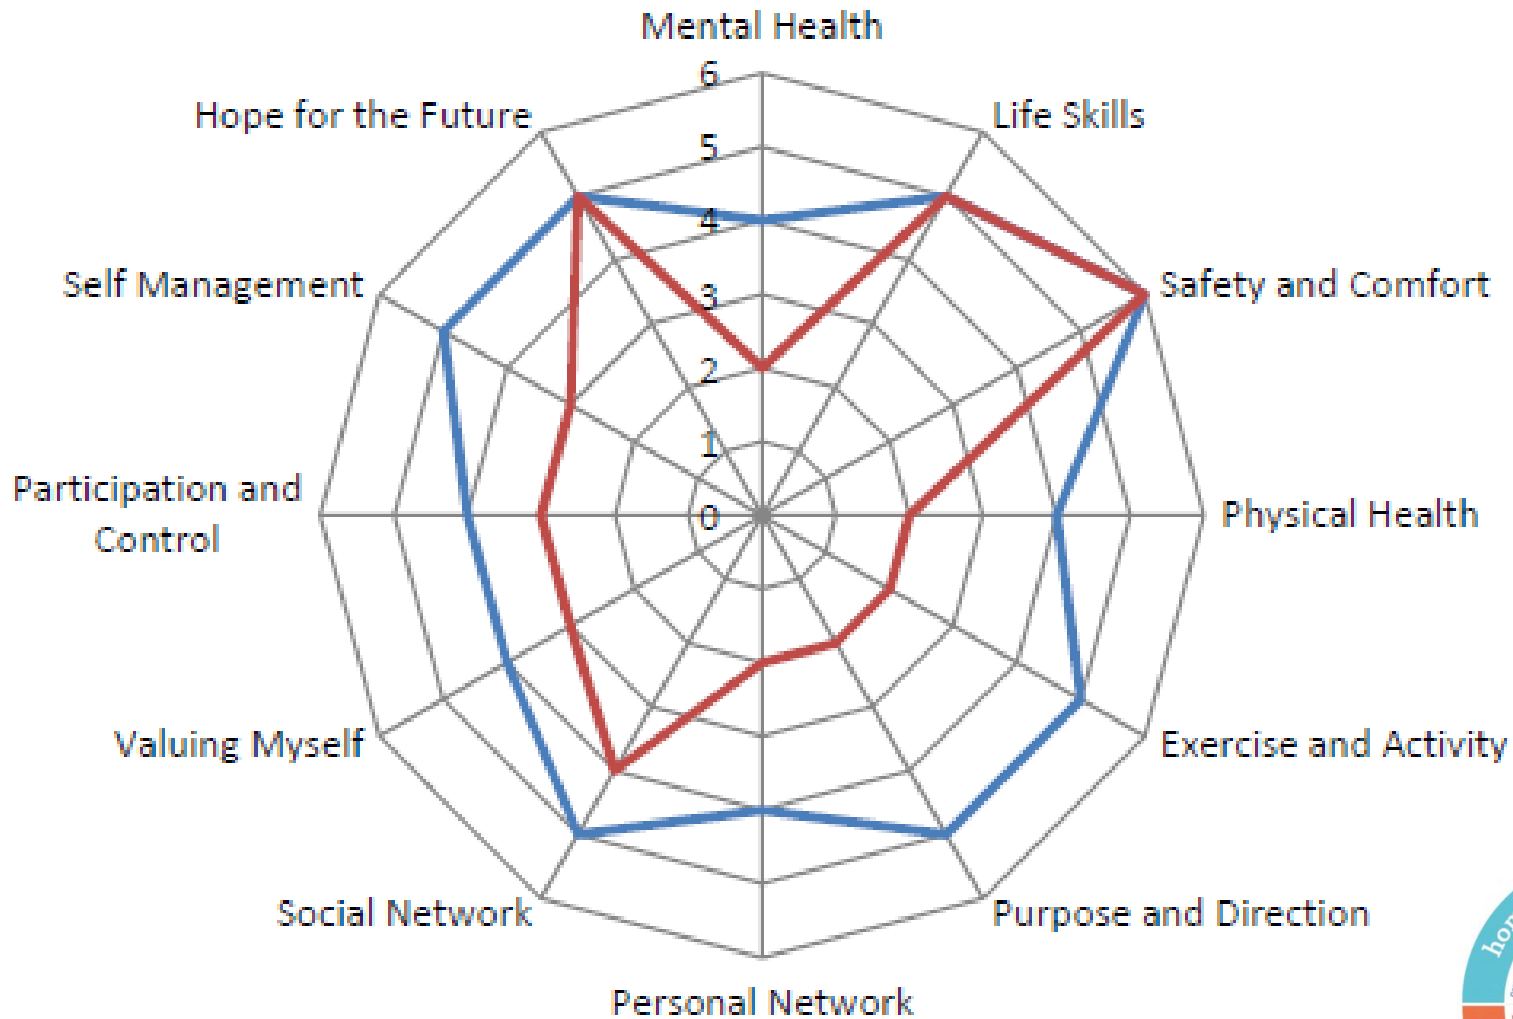 Mental Health
6
Hope for the Future
Life Skills
5
4
Self Management
3
Safety and Comfort
2
1
Participation and
Control
0
Physical Health
Valuing Myself
Exercise and Activity
Social Network
Purpose and Direction
Personal Network